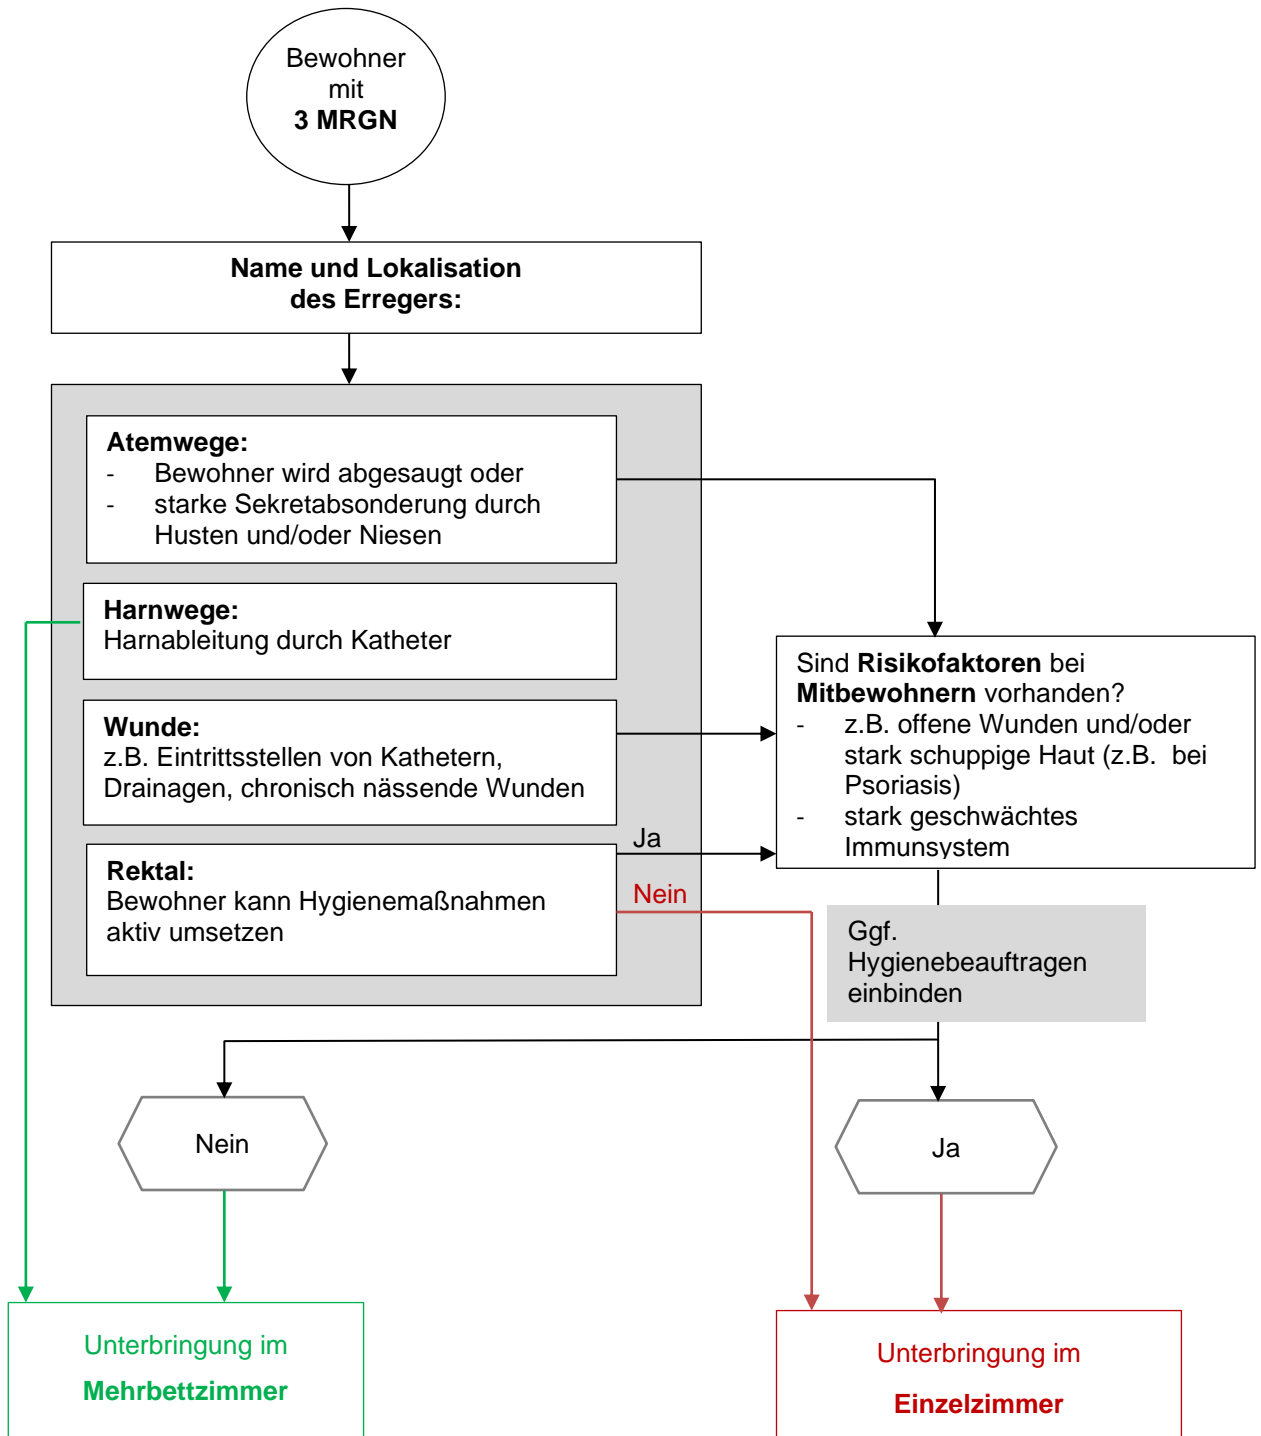 Bewohner
mit
3 MRGN
Name und Lokalisation
des Erregers:
Atemwege:
- Bewohner wird abgesaugt oder
- starke Sekretabsonderung durch
Husten und/oder Niesen
Harnwege:
Harnableitung durch Katheter
Wunde:
z.B. Eintrittsstellen von Kathetern,
Drainagen, chronisch nässende Wunden
Rektal:
Bewohner kann Hygienemaßnahmen
aktiv umsetzen
Ja
Nein
Sind Risikofaktoren bei
Mitbewohnern vorhanden?
- z.B. offene Wunden und/oder
stark schuppige Haut (z.B. bei
Psoriasis)
- stark geschwächtes
Immunsystem
Ggf.
Hygienebeauftragen
einbinden
Nein
Ja
Unterbringung im
Mehrbettzimmer
Unterbringung im
Einzelzimmer